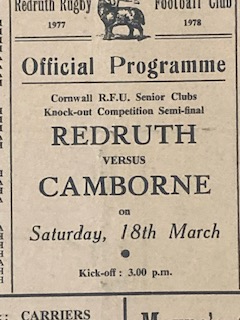 Redruth Rugby Football Club
1977 1978
Official Programme
Cornwall R.F.U. Senior Clubs
Knock-out Competition Semi-final
REDRUTH
VERSUS
CAMBORNE
on
Saturday, 18th March
Kick-off : 3.00 p.m.
CARRIERS